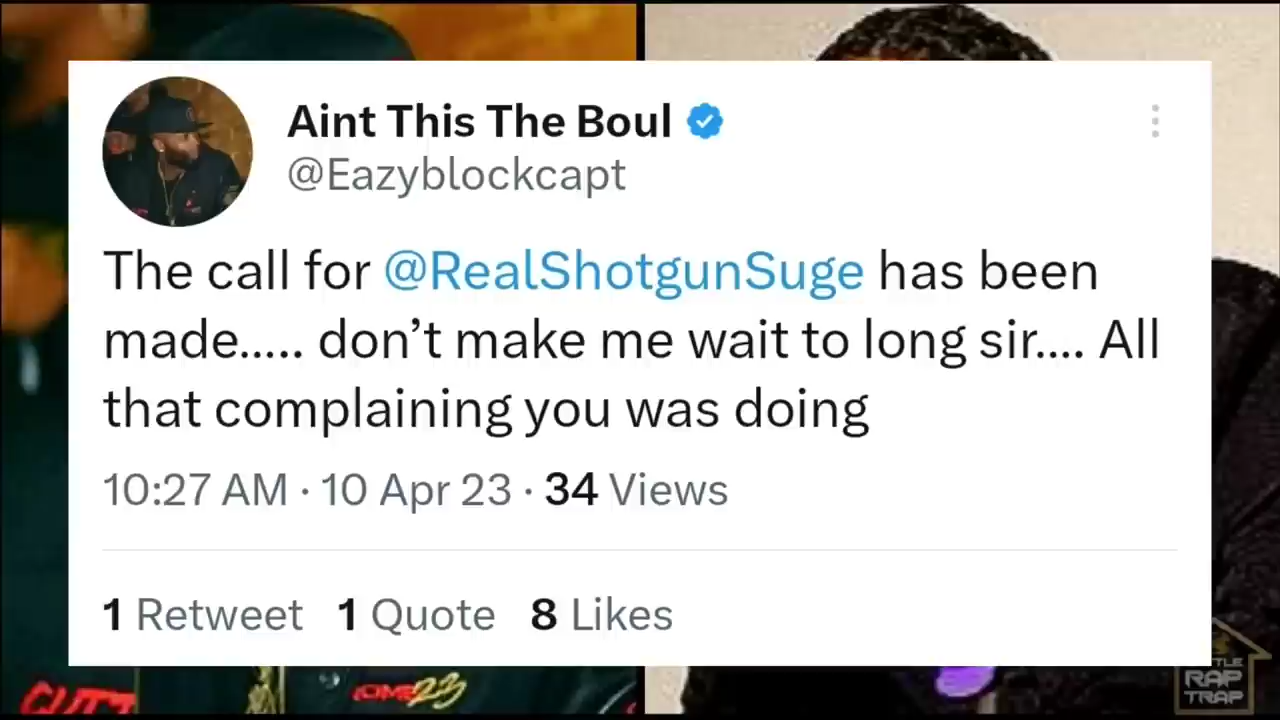 Aint This The Boul
@Eazyblockcapt
The call for @RealShotgunSuge has been
made..... don’t make me wait to long sir.... All
that complaining you was doing
10:27 AM · 10 Apr 23 · 34 Views
1 Retweet 1 Quote 8 Likes
23
RAP
TRAP